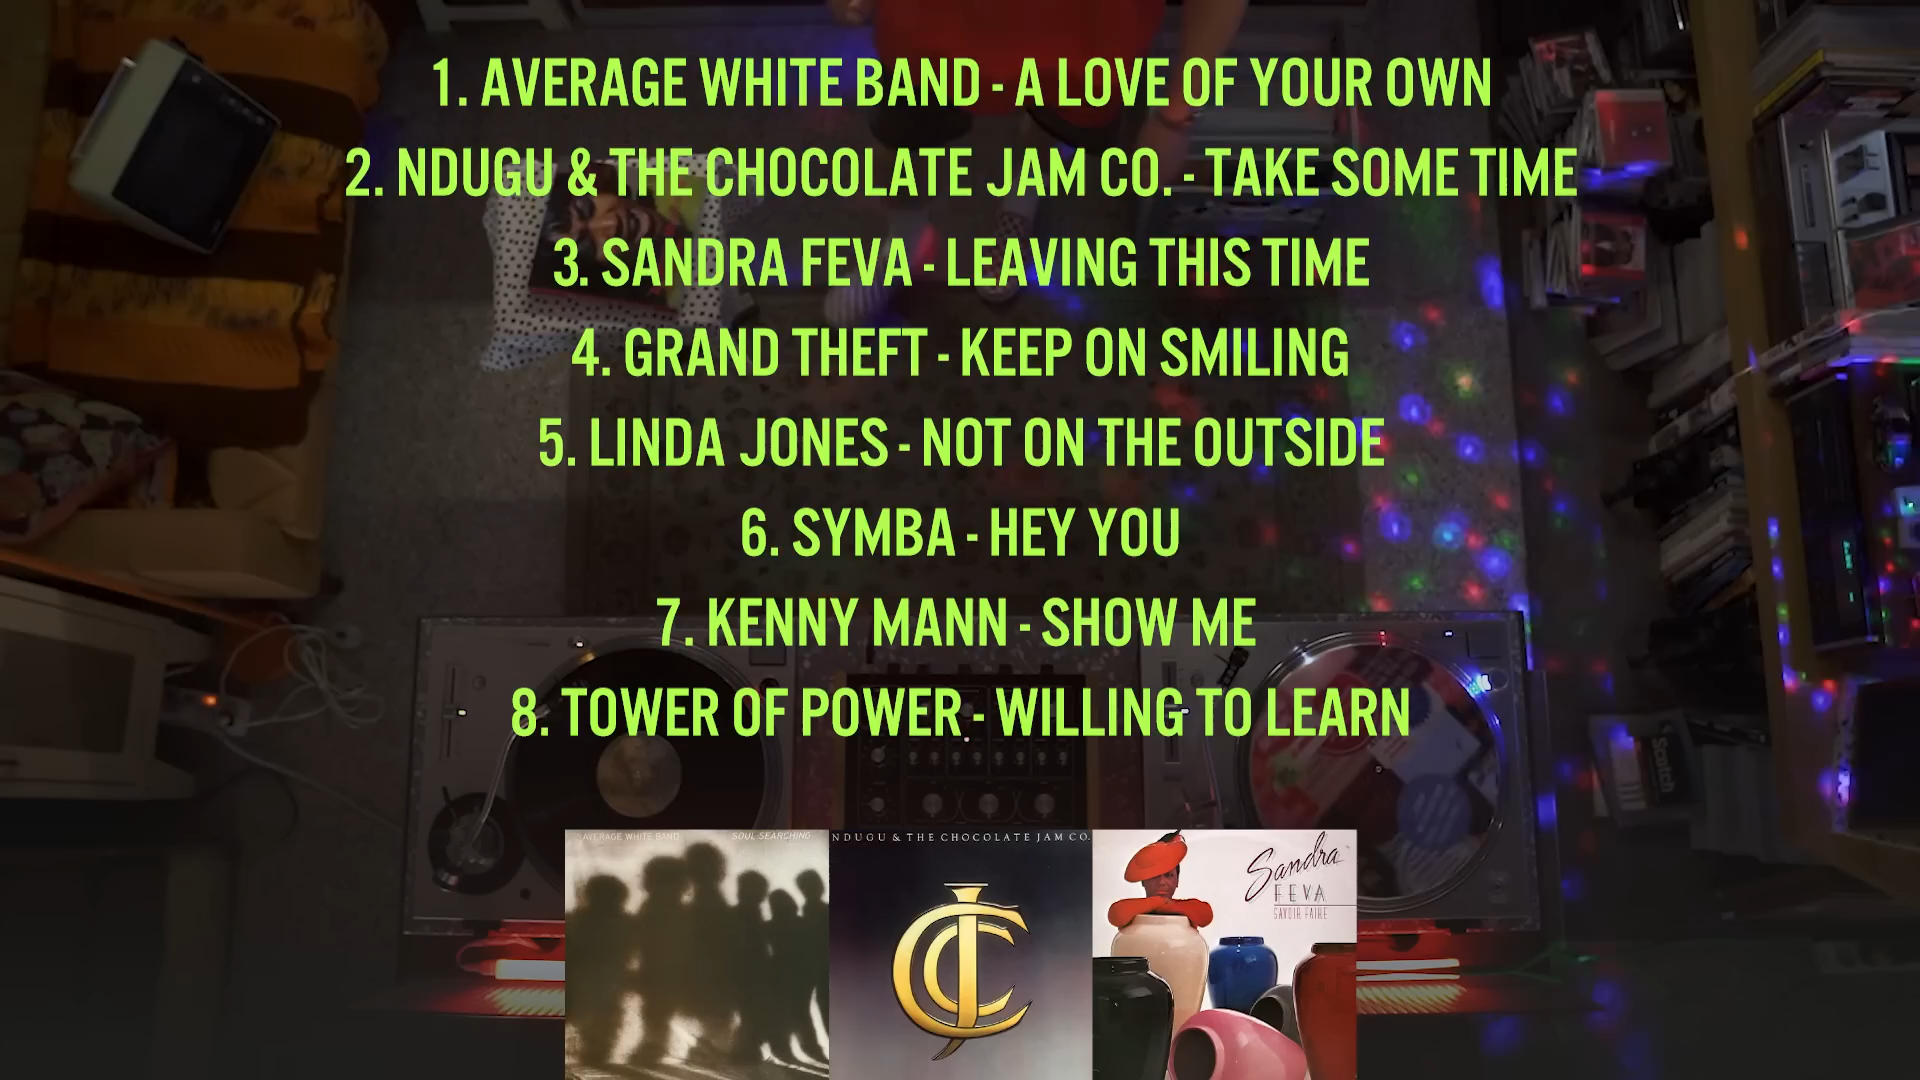 1. AVERAGE WHITE BAND - A LOVE OF YOUR OWN
2. NDUGU & THE CHOCOLATE JAM CO. - TAKE SOME TIME
3. SANDRA FEVA - LEAVING THIS TIME
4. GRAND THEFT - KEEP ON SMILING
5. LINDA JONES - NOT ON THE OUTSIDE
6. SYMBA - HEY YOU
7. KENNY MANN - SHOW ME
8. TOWER OF POWER - WILLING TO LEARN
Scotch
AVERAGE WHITE BAND SOUL SEARCHING
NDUGU & THE CHOCOLATE JAM CO.
Sandra
FEVA
SAVOIR FAIRE